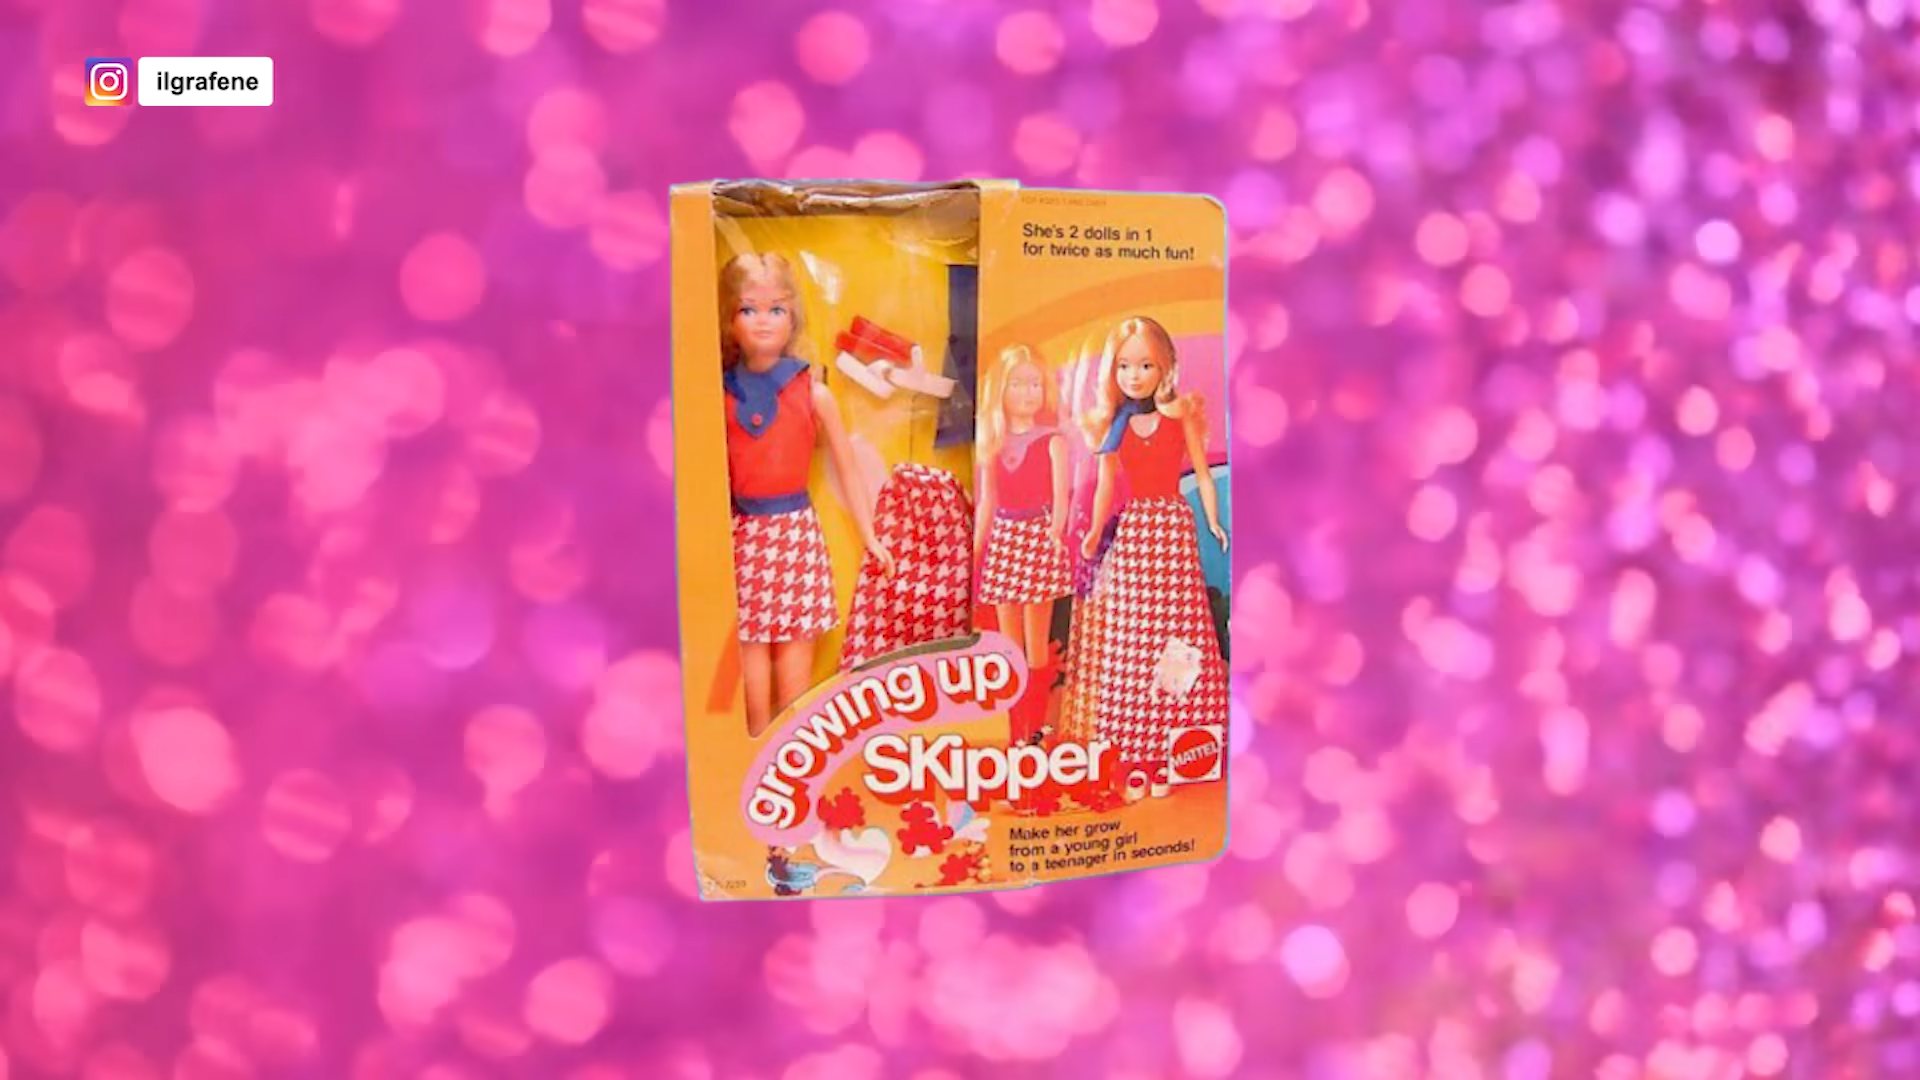 ilgrafene
She's 2 dolls in 1
for twice as much fun!
growing up
Skipper
MATTEL
Make her grow
from a young girl
to a teenager in seconds!